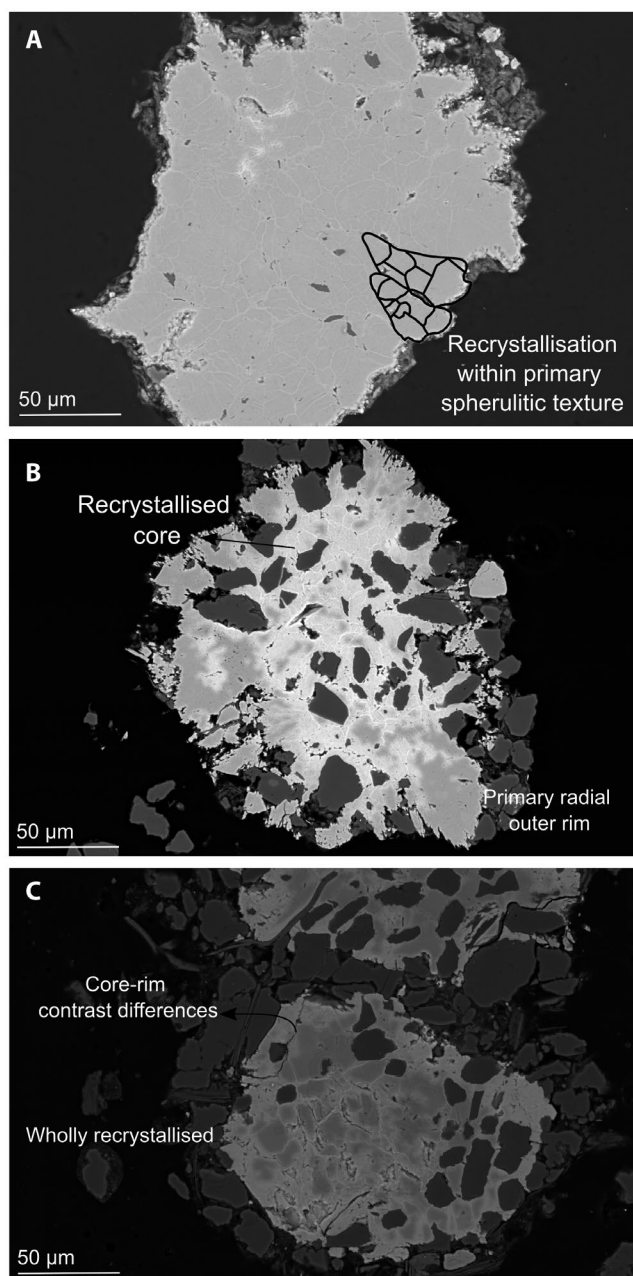 A
Recrystallisation
within primary
spherulitic texture
50 µm
B
Recrystallised
core
Primary radial
outer rim
50 µm
C
Core-rim
contrast differences
Wholly recrystallised
50 µm